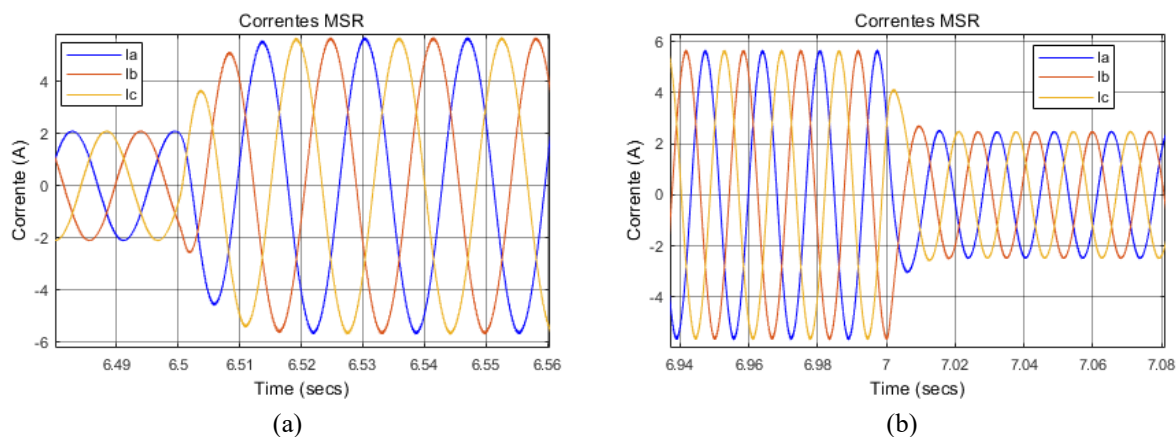 Correntes MSR
Ia
Ib
Ic
Corrente (A)
4
2
0
-2
-4
-6
6.49
6.5
6.51
6.52
6.53
6.54
6.55
6.56
Time (secs)
(a)
Correntes MSR
Ia
Ib
Ic
Corrente (A)
6
4
2
0
-2
-4
6.94
6.96
6.98
7
7.02
7.04
7.06
7.08
Time (secs)
(b)